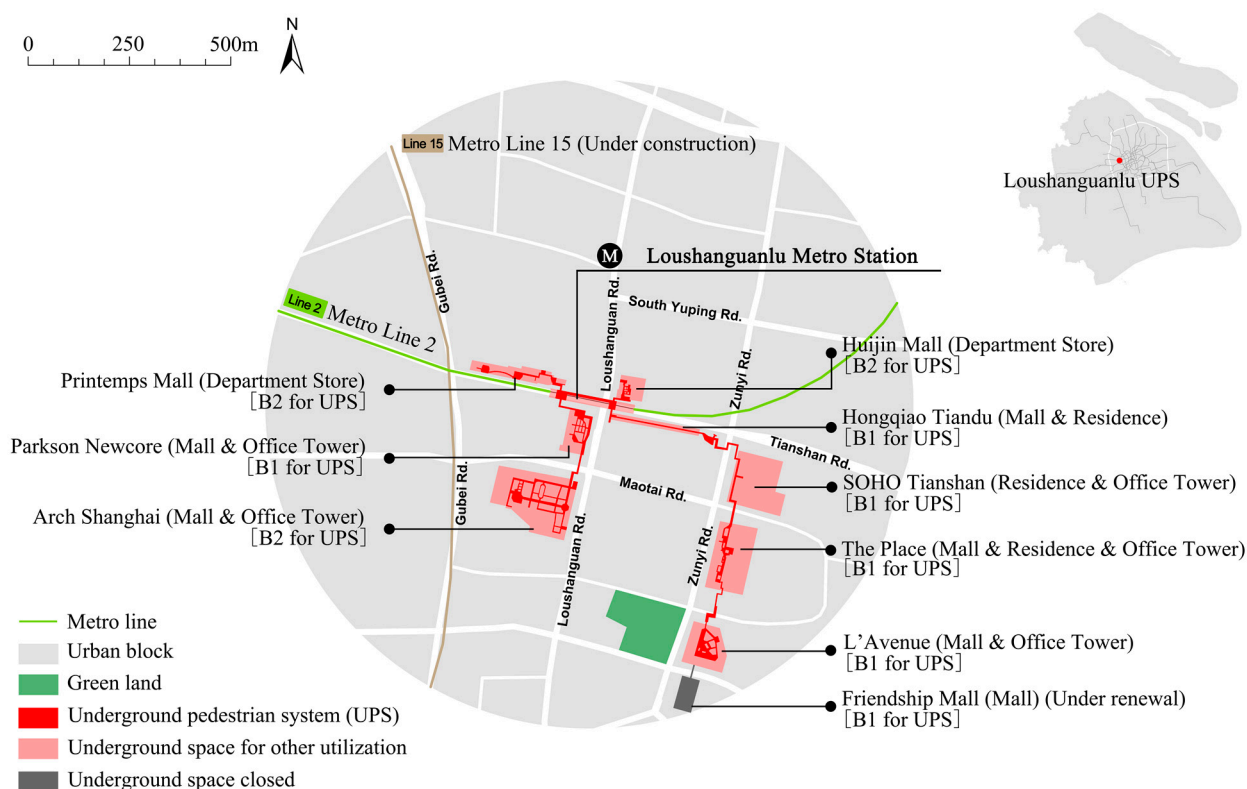 0 250 500m
N
Line 15 Metro Line 15 (Under construction)
Loushanguanlu UPS
M Loushanguanlu Metro Station
Gubei Rd.
Loushanguan Rd.
South Yuping Rd.
Line 2 Metro Line 2
Zunyi Rd.
Huijin Mall (Department Store)
[B2 for UPS]
Printemps Mall (Department Store)
[B2 for UPS]
Hongqiao Tiandu (Mall & Residence)
[B1 for UPS]
Parkson Newcore (Mall & Office Tower)
[B1 for UPS]
Tianshan Rd.
Gubei Rd.
Maotai Rd.
SOHO Tianshan (Residence & Office Tower)
[B1 for UPS]
Arch Shanghai (Mall & Office Tower)
[B2 for UPS]
Loushanguan Rd.
Zunyi Rd.
The Place (Mall & Residence & Office Tower)
[B1 for UPS]
L'Avenue (Mall & Office Tower)
[B1 for UPS]
Friendship Mall (Mall) (Under renewal)
[B1 for UPS]
Metro line
Urban block
Green land
Underground pedestrian system (UPS)
Underground space for other utilization
Underground space closed